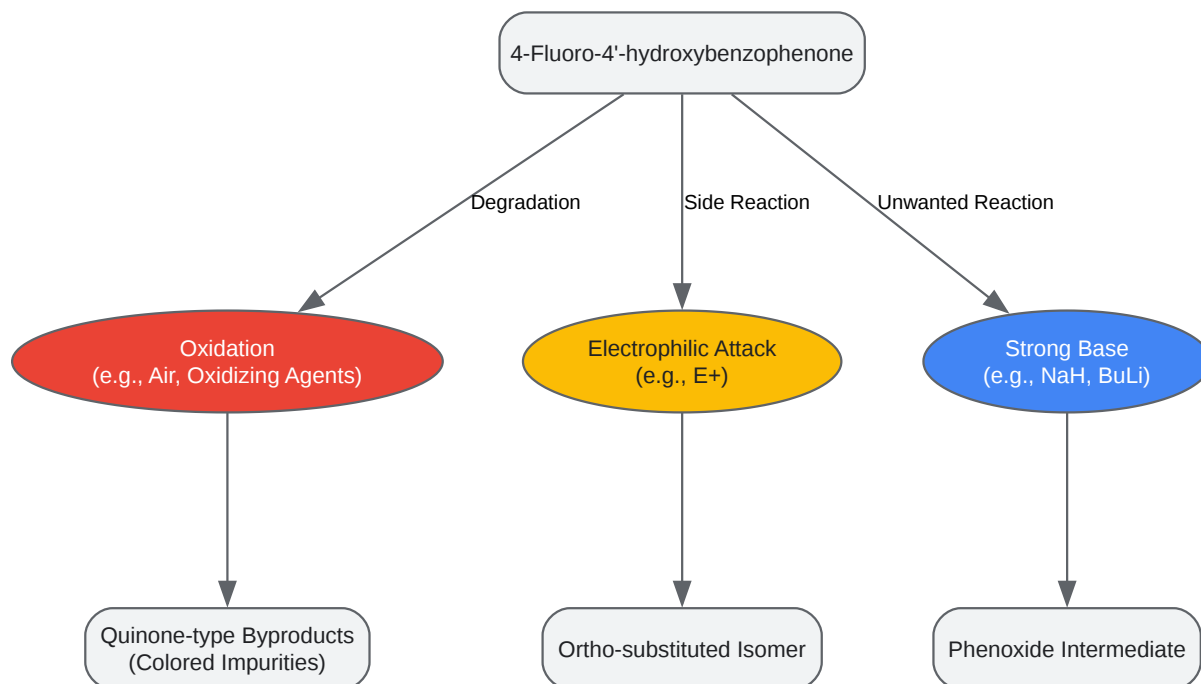 4-Fluoro-4'-hydroxybenzophenone
Degradation
Side Reaction
Unwanted Reaction
Oxidation
(e.g., Air, Oxidizing Agents)
Electrophilic Attack
(e.g., E+)
Strong Base
(e.g., NaH, BuLi)
Quinone-type Byproducts
(Colored Impurities)
Ortho-substituted Isomer
Phenoxide Intermediate